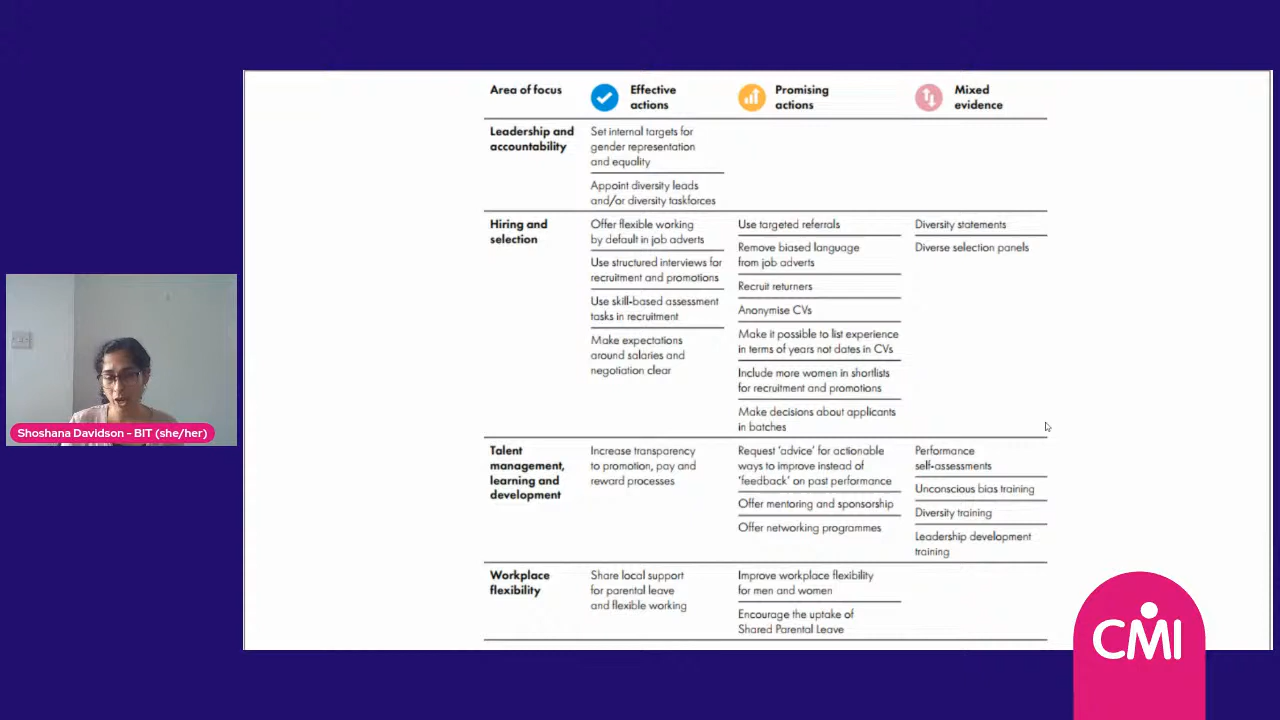 Area of focus
Effective
actions
Promising
actions
Mixed
evidence
Leadership and
accountability
Set internal targets for
gender representation
and equality
Appoint diversity leads
and/or diversity taskforces
Hiring and
selection
Offer flexible working
by default in job adverts
Use structured interviews for
recruitment and promotions
Use skill-based assessment
tasks in recruitment
Make expectations
around salaries and
negotiation clear
Use targeted referrals
Remove biased language
from job adverts
Recruit returners
Anonymise CVs
Make it possible to list experience
in terms of years not dates in CVs
Include more women in shortlists
for recruitment and promotions
Make decisions about applicants
in batches
Diversity statements
Diverse selection panels
Talent
management,
learning and
development
Increase transparency
to promotion, pay and
reward processes
Request ‘advice’ for actionable
ways to improve instead of
‘feedback’ on past performance
Offer mentoring and sponsorship
Offer networking programmes
Performance
self-assessments
Unconscious bias training
Diversity training
Leadership development
training
Workplace
flexibility
Share local support
for parental leave
and flexible working
Improve workplace flexibility
for men and women
Encourage the uptake of
Shared Parental Leave
Shoshana Davidson - BIT (she/her)
CMI